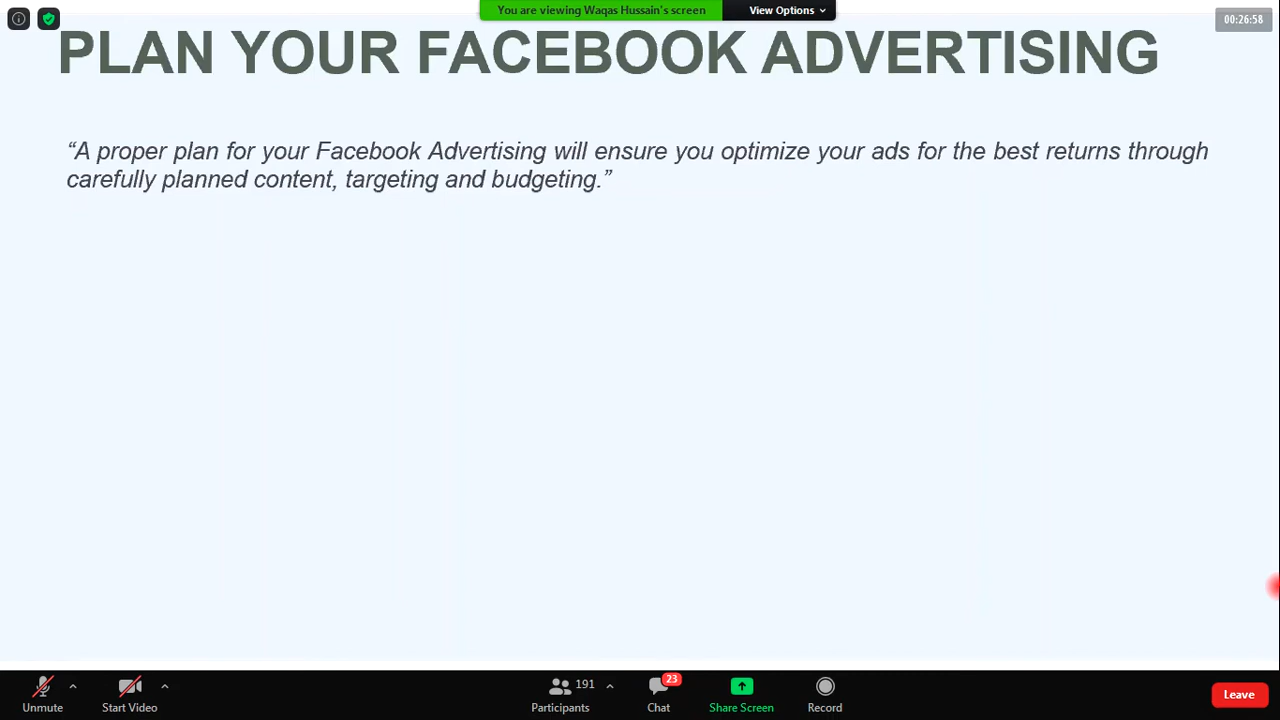 You are viewing Waqas Hussain's screen
View Options
00:26:58
PLAN YOUR FACEBOOK ADVERTISING
“A proper plan for your Facebook Advertising will ensure you optimize your ads for the best returns through
carefully planned content, targeting and budgeting.”
191
23
Unmute
Start Video
Participants
Chat
Share Screen
Record
Leave